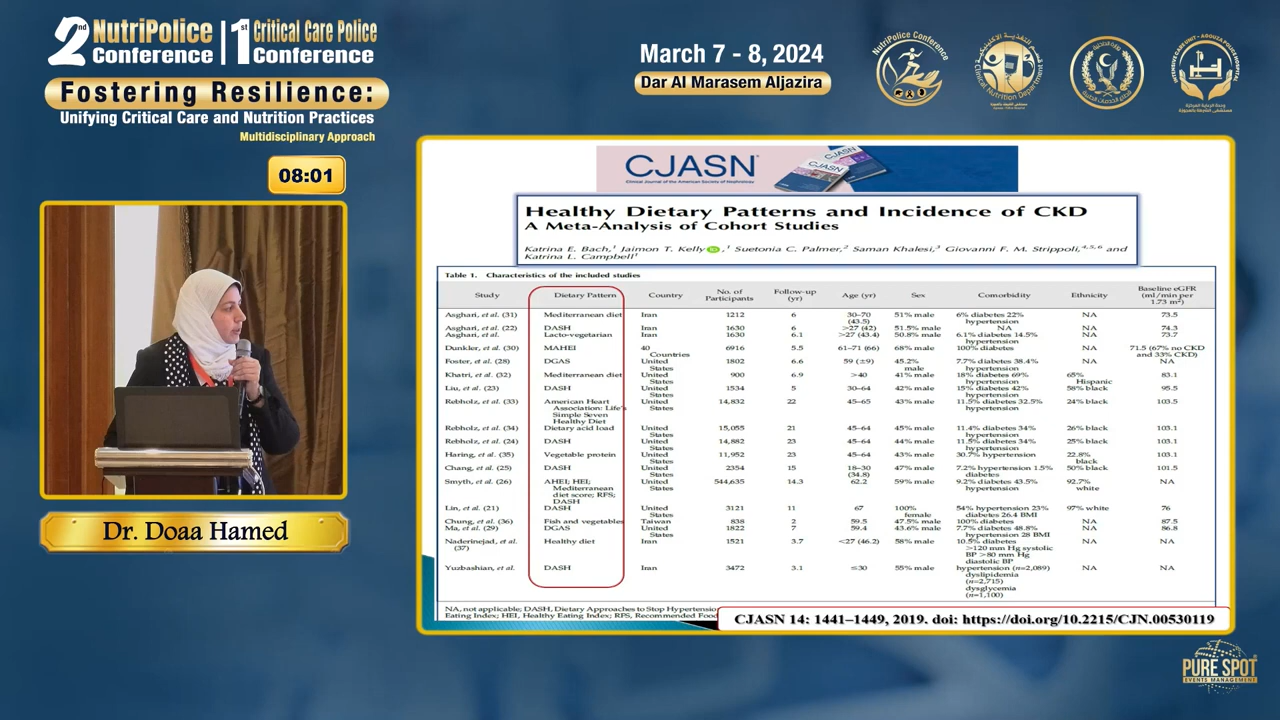 2nd NutriPolice Conference | 1st Critical Care Police Conference
Fostering Resilience:
Unifying Critical Care and Nutrition Practices
Multidisciplinary Approach
March 7 - 8, 2024
Dar Al Marasem Aljazira
08:01
Dr. Doaa Hamed
CJASN
Clinical Journal of the American Society of Nephrology
Healthy Dietary Patterns and Incidence of CKD
A Meta-Analysis of Cohort Studies
Katrina E. Bach,1 Jaimon T. Kelly,1 Suetonia C. Palmer,2 Saman Khalesi,3 Giovanni F. M. Strippoli,4,5,6 and
Katrina L. Campbell1
Table 1. Characteristics of the included studies
Study Dietary Pattern Country No. of Participants Follow-up (yr) Age (yr) Sex Comorbidity Ethnicity Baseline eGFR (ml/min per 1.73 m2)
Asghari, et al. (31) Mediterranean diet Iran 1212 6 30–70 (43.5) 51% male 6% diabetes 22% hypertension NA 73.5
Asghari, et al. (22) DASH Iran 1630 6 >27 (42) 51.5% male NA NA 74.3
Asghari, et al. Lacto-vegetarian Iran 1630 6.1 >27 (43.4) 50.8% male 6.1% diabetes 14.5% hypertension NA 73.7
Dunkler, et al. (30) MAHEI 40 Countries 6916 5.5 61–71 (66) 68% male 100% diabetes NA 71.5 (67% no CKD and 33% CKD)
Foster, et al. (28) DGAS United States 1802 6.6 59 (±9) 45.2% male 7.7% diabetes 38.4% hypertension NA NA
Khatri, et al. (32) Mediterranean diet United States 900 6.9 >40 41% male 18% diabetes 69% hypertension 65% Hispanic 83.1
Liu, et al. (23) DASH United States 1534 5 30–64 42% male 15% diabetes 42% hypertension 58% black 95.5
Rebholz, et al. (33) American Heart Association: Life's Simple Seven Healthy Diet United States 14,832 22 45–65 43% male 11.5% diabetes 32.5% hypertension 24% black 103.5
Rebholz, et al. (34) Dietary acid load United States 15,055 21 45–64 45% male 11.4% diabetes 34% hypertension 26% black 103.1
Rebholz, et al. (24) DASH United States 14,882 23 45–64 44% male 11.5% diabetes 34% hypertension 25% black 103.1
Haring, et al. (35) Vegetable protein United States 11,952 23 45–64 43% male 30.7% hypertension 22.8% black 103.1
Chang, et al. (25) DASH United States 2354 15 18–30 (34.8) 47% male 7.2% hypertension 1.5% diabetes 50% black 101.5
Smyth, et al. (26) AHEI; HEI; Mediterranean diet score; RFS; DASH United States 544,635 14.3 62.2 59% male 9.2% diabetes 43.5% hypertension 92.7% white NA
Lin, et al. (21) DASH United States 3121 11 67 100% female 54% hypertension 23% diabetes 26.4 BMI 97% white 76
Chung, et al. (36) Fish and vegetables Taiwan 838 2 59.5 47.5% male 100% diabetes NA 87.5
Ma, et al. (29) DGAS United States 1822 7 59.4 43.6% male 7.7% diabetes 48.8% hypertension 28 BMI NA 86.8
Naderinejad, et al. (37) Healthy diet Iran 1521 3.7 <27 (46.2) 58% male 10.5% diabetes >120 mm Hg systolic BP >80 mm Hg diastolic BP NA NA
Yuzbashian, et al. DASH Iran 3472 3.1 ≤30 55% male hypertension (n=2,089) dyslipidemia (n=2,715) dysglycemia (n=1,100) NA NA
NA, not applicable; DASH, Dietary Approaches to Stop Hypertension
Eating Index; HEI, Healthy Eating Index; RFS, Recommended Food
CJASN 14: 1441–1449, 2019. doi: https://doi.org/10.2215/CJN.00530119
PURE SPOT
EVENTS MANAGEMENT